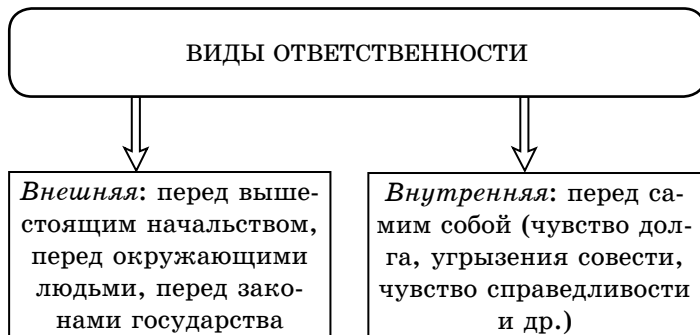 ВИДЫ ОТВЕТСТВЕННОСТИ
Внешняя: перед выше-
стоящим начальством,
перед окружающими
людьми, перед зако-
нами государства
Внутренняя: перед са-
мим собой (чувство дол-
га, угрызения совести,
чувство справедливости
и др.)